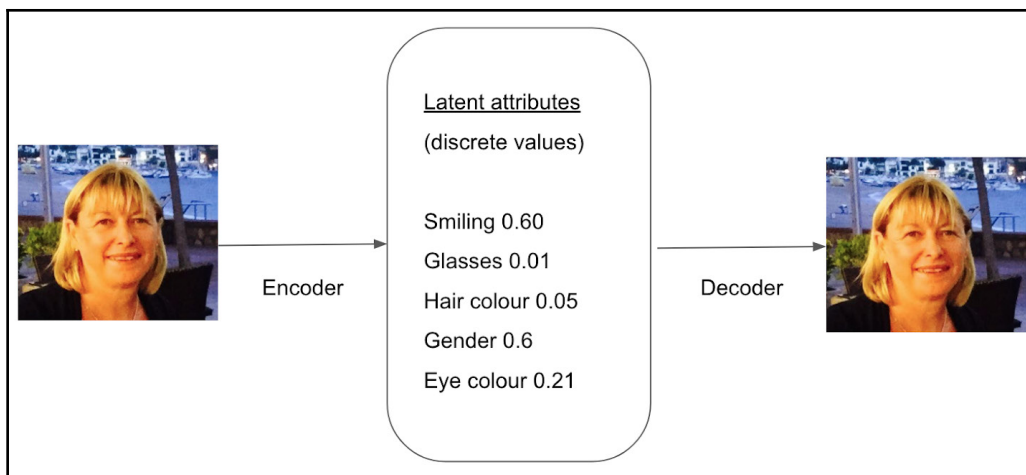 Latent attributes
(discrete values)
Smiling 0.60
Glasses 0.01
Hair colour 0.05
Gender 0.6
Eye colour 0.21
Encoder
Decoder